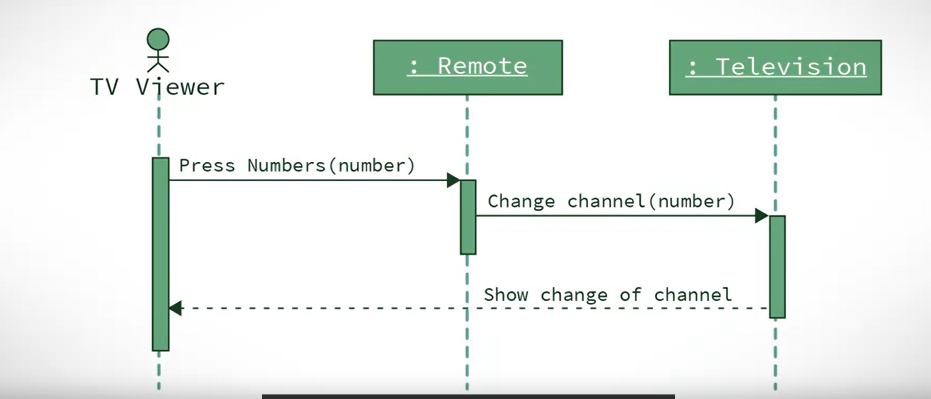 TV Viewer
: Remote
: Television
Press Numbers(number)
Change channel(number)
Show change of channel